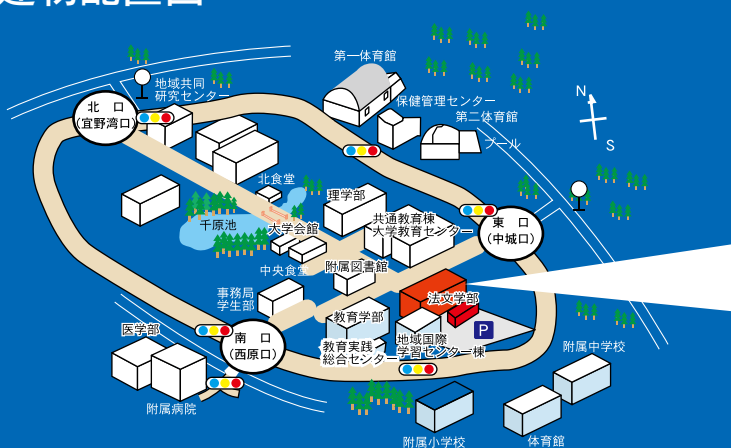 建物配置図
第一体育館
地域共同
研究センター
保健管理センター
北 口
(宜野湾口)
第二体育館
プール
N
S
北食堂
理学部
千原池
大学会館
共通教育棟
大学教育センター
東 口
(中城口)
中央食堂
附属図書館
事務局
学生部
法文学部
教育学部
医学部
南 口
(西原口)
教育実践
総合センター
地域国際
学習センター棟
P
附属中学校
附属病院
附属小学校
体育館